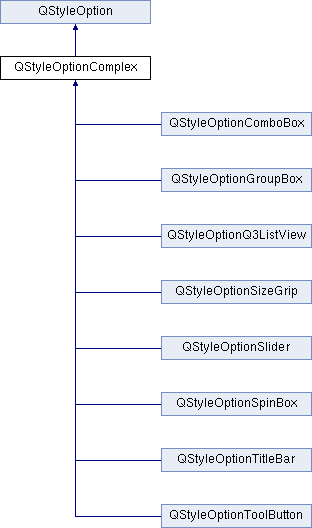 QStyleOption
QStyleOptionComplex
QStyleOptionComboBox
QStyleOptionGroupBox
QStyleOptionQ3ListView
QStyleOptionSizeGrip
QStyleOptionSlider
QStyleOptionSpinBox
QStyleOptionTitleBar
QStyleOptionToolButton